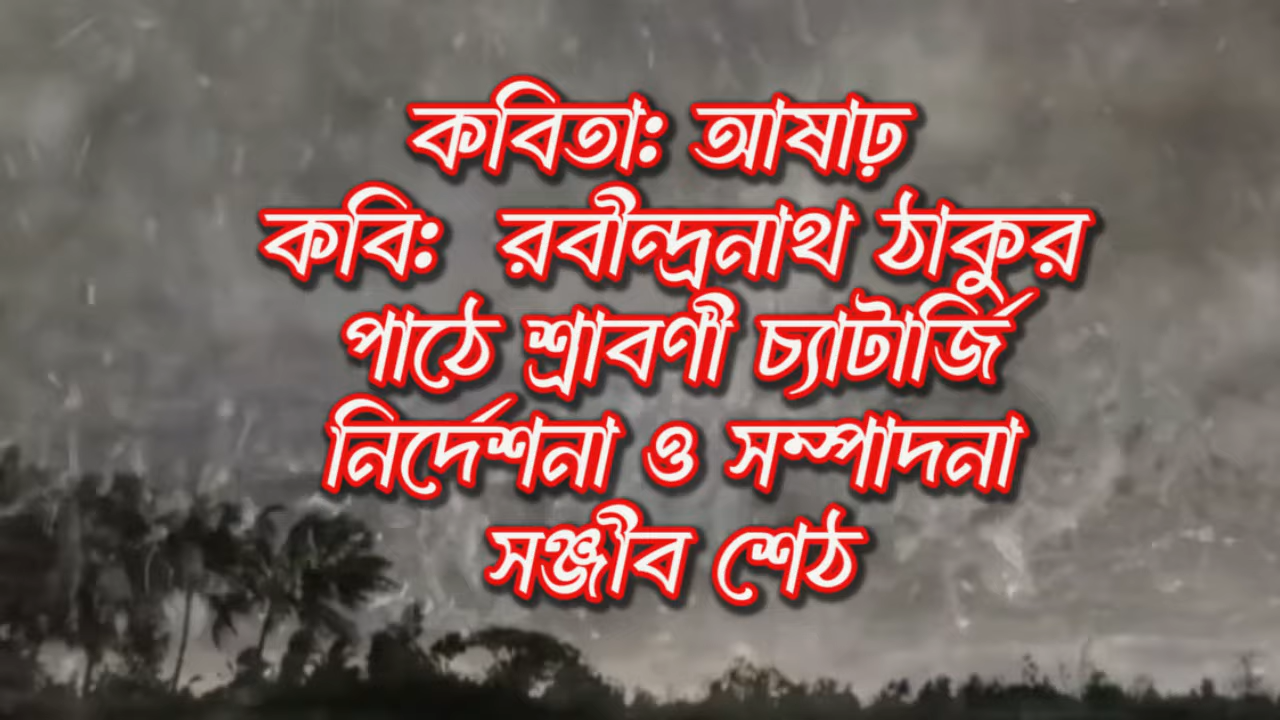 কবিতাঃ আষাঢ়
কবিঃ রবীন্দ্রনাথ ঠাকুর
পাঠে শ্রাবণী চ্যাটার্জি
নির্দেশনা ও সম্পাদনা
সঞ্জীব শেঠ